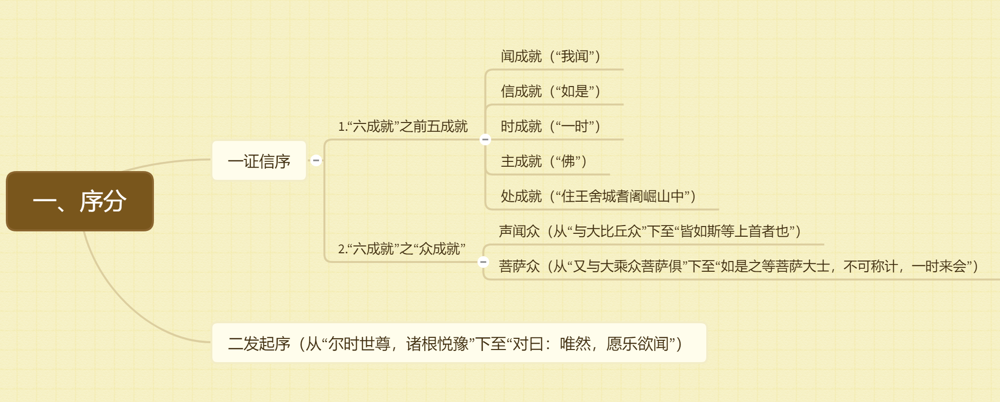 一、序分
一证信序
1.“六成就”之前五成就
闻成就（“我闻”）
信成就（“如是”）
时成就（“一时”）
主成就（“佛”）
处成就（“住王舍城耆阇崛山中”）
2.“六成就”之“众成就”
声闻众（从“与大比丘众”下至“皆如斯等上首者也”）
菩萨众（从“又与大乘众菩萨俱”下至“如是之等菩萨大士，不可称计，一时来会”）
二发起序（从“尔时世尊，诸根悦豫”下至“对曰：唯然，愿乐欲闻”）